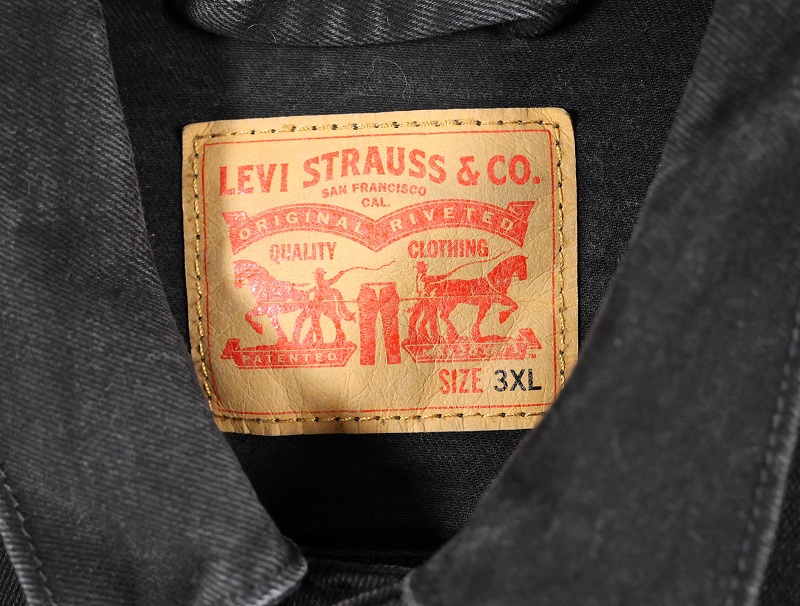 LEVI STRAUSS & CO.
SAN FRANCISCO
CAL.
ORIGINAL RIVETED
QUALITY CLOTHING
PATENTED
SIZE 3XL